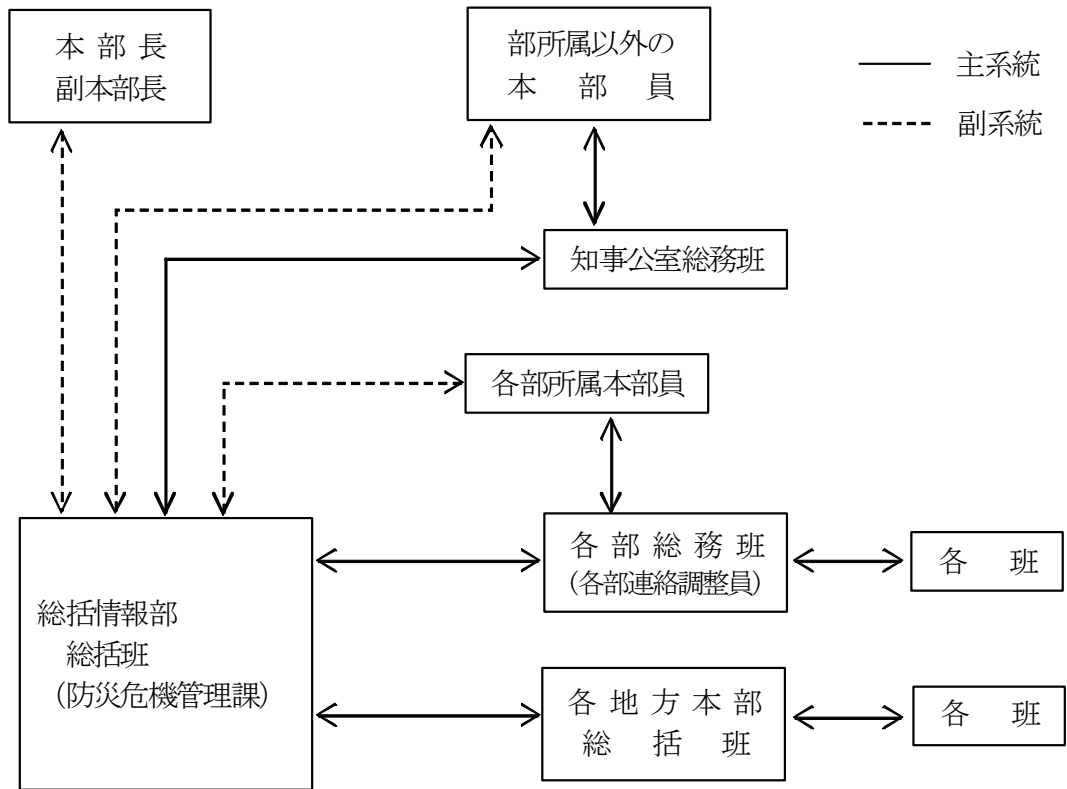 本部長
副本部長
部所属以外の
本部員
主系統
副系統
知事公室総務班
各部所属本部員
各部総務班
(各部連絡調整員)
各班
総括情報部
総括班
(防災危機管理課)
各地方本部
総括班
各班